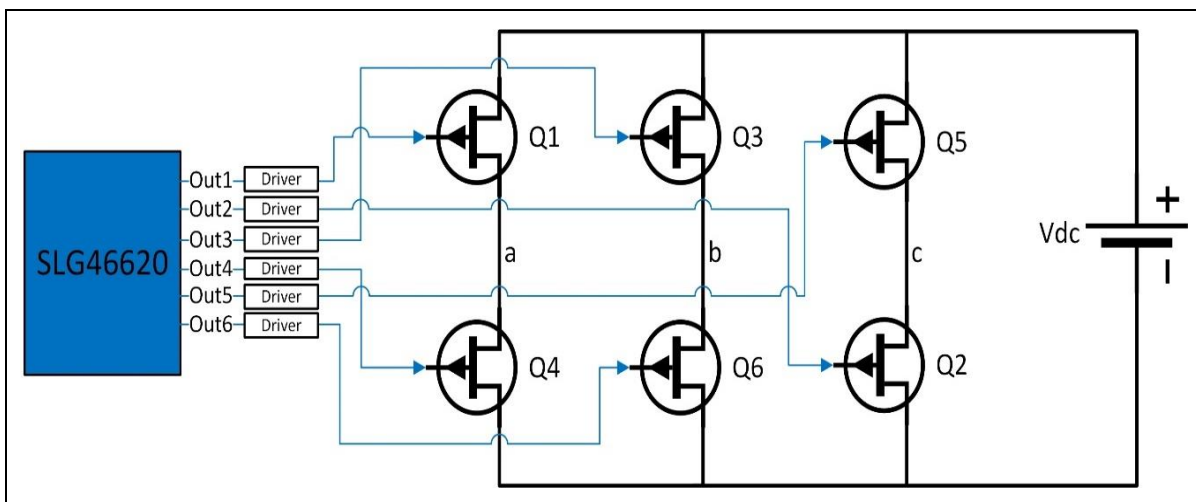 SLG46620
Out1 Driver
Out2 Driver
Out3 Driver
Out4 Driver
Out5 Driver
Out6 Driver
Q1
Q3
Q5
a
b
c
Q4
Q6
Q2
Vdc
+
-